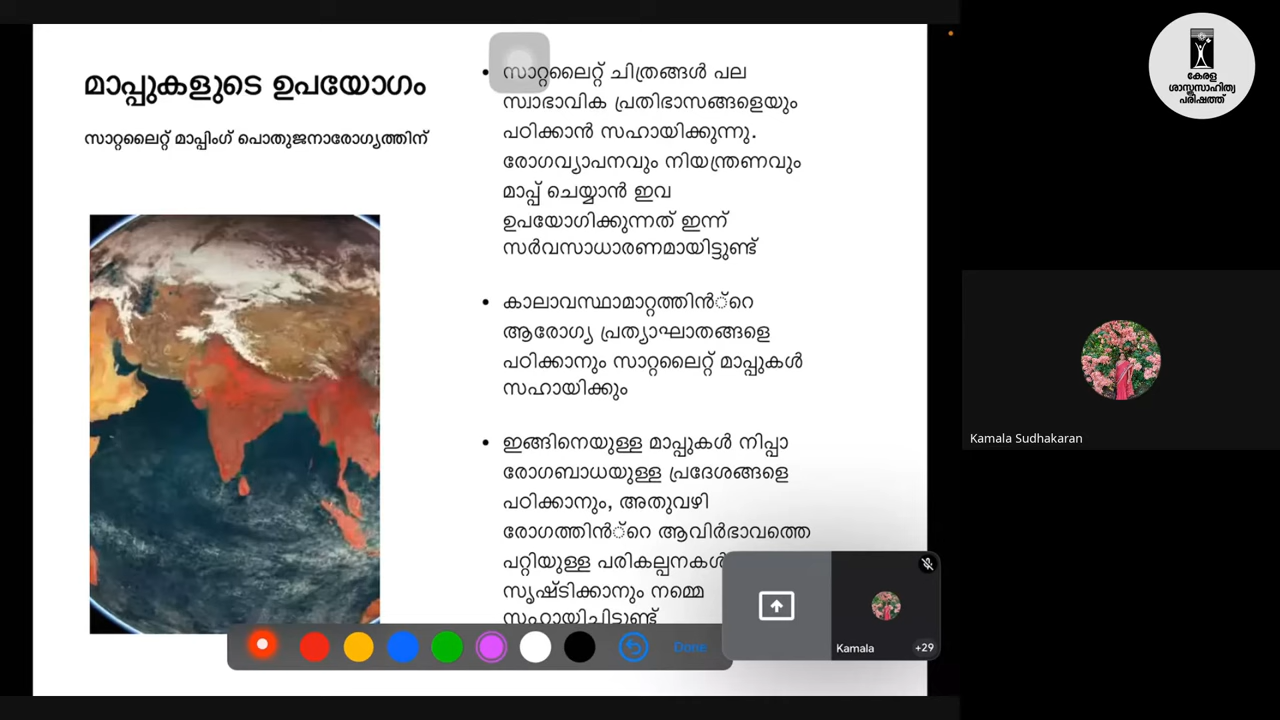 മാപ്പുകളുടെ ഉപയോഗം
സാറ്റലൈറ്റ് മാപ്പിംഗ് പൊതുജനാരോഗ്യത്തിന്
• സാറ്റലൈറ്റ് ചിത്രങ്ങൾ പല
സ്വാഭാവിക പ്രതിഭാസങ്ങളെയും
പഠിക്കാൻ സഹായിക്കുന്നു.
രോഗവ്യാപനവും നിയന്ത്രണവും
മാപ്പ് ചെയ്യാൻ ഇവ
ഉപയോഗിക്കുന്നത് ഇന്ന്
സർവസാധാരണമായിട്ടുണ്ട്
• കാലാവസ്ഥാമാറ്റത്തിൻ്റെ
ആരോഗ്യ പ്രത്യാഘാതങ്ങളെ
പഠിക്കാനും സാറ്റലൈറ്റ് മാപ്പുകൾ
സഹായിക്കും
• ഇങ്ങിനെയുള്ള മാപ്പുകൾ നിപ്പാ
രോഗബാധയുള്ള പ്രദേശങ്ങളെ
പഠിക്കാനും, അതുവഴി
രോഗത്തിൻ്റെ ആവിർഭാവത്തെ
പറ്റിയുള്ള പരികല്പനകൾ
സൃഷ്ടിക്കാനും നമ്മെ
സഹായിച്ചിട്ടുണ്ട്
Done
Kamala
+29
കേരള
ശാസ്ത്രസാഹിത്യ
പരിഷത്ത്
Kamala Sudhakaran